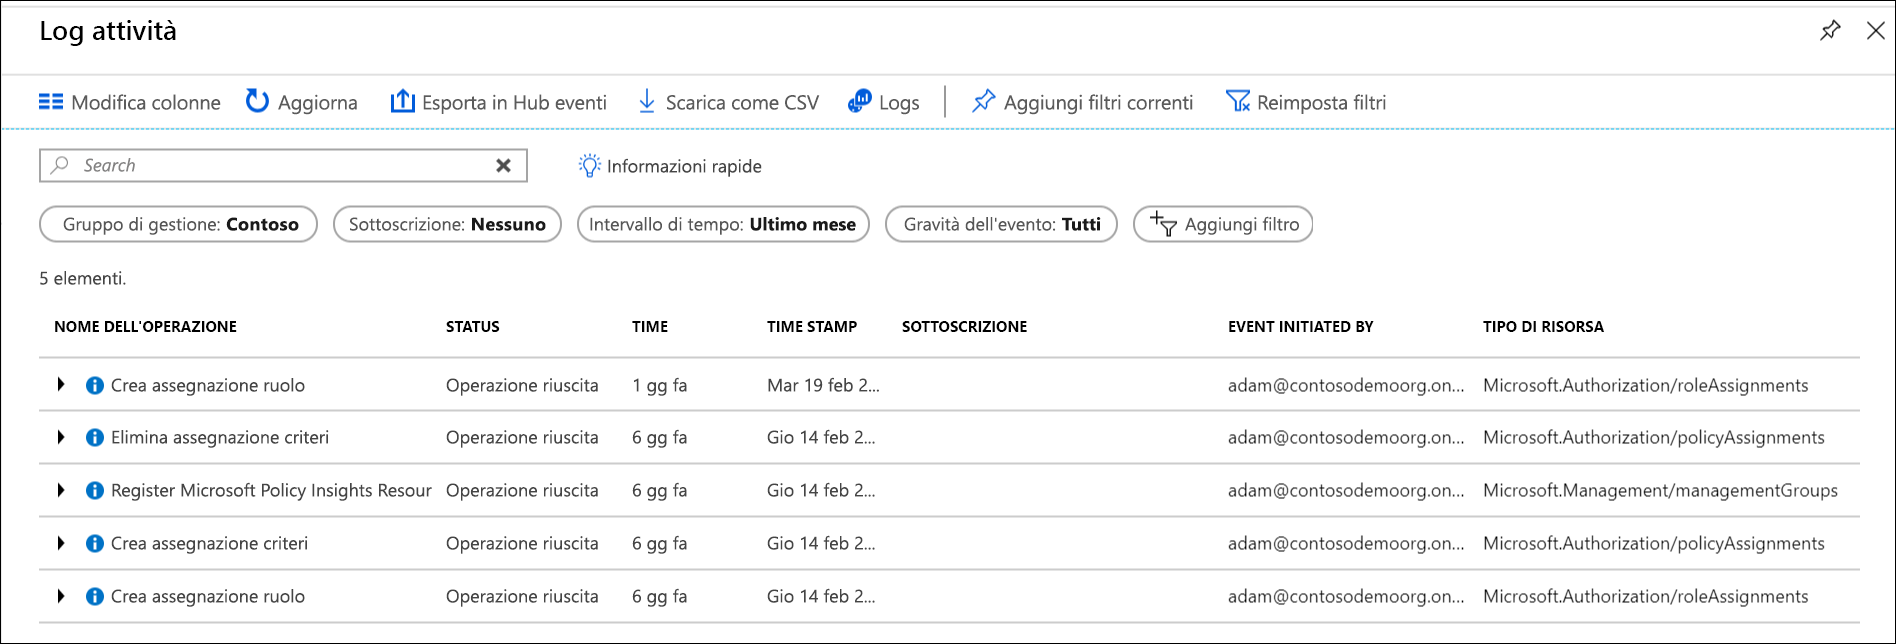 Log attività
Modifica colonne Aggiorna Esporta in Hub eventi Scarica come CSV Logs Aggiungi filtri correnti Reimposta filtri
Search Informazioni rapide
Gruppo di gestione: Contoso Sottoscrizione: Nessuno Intervallo di tempo: Ultimo mese Gravità dell'evento: Tutti Aggiungi filtro
5 elementi.
NOME DELL'OPERAZIONE STATUS TIME TIME STAMP SOTTOSCRIZIONE EVENT INITIATED BY TIPO DI RISORSA
Crea assegnazione ruolo Operazione riuscita 1 gg fa Mar 19 feb 2... adam@contosodemoorg.on... Microsoft.Authorization/roleAssignments
Elimina assegnazione criteri Operazione riuscita 6 gg fa Gio 14 feb 2... adam@contosodemoorg.on... Microsoft.Authorization/policyAssignments
Register Microsoft Policy Insights Resour Operazione riuscita 6 gg fa Gio 14 feb 2... adam@contosodemoorg.on... Microsoft.Management/managementGroups
Crea assegnazione criteri Operazione riuscita 6 gg fa Gio 14 feb 2... adam@contosodemoorg.on... Microsoft.Authorization/policyAssignments
Crea assegnazione ruolo Operazione riuscita 6 gg fa Gio 14 feb 2... adam@contosodemoorg.on... Microsoft.Authorization/roleAssignments